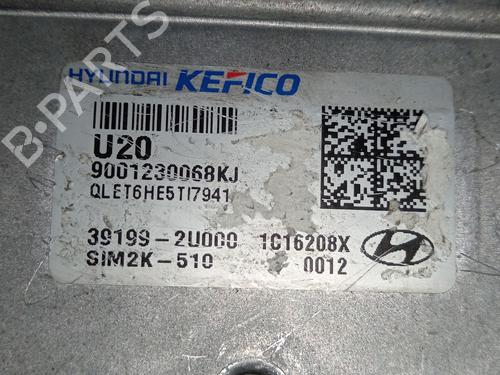 HYUNDAI KEFICO
U20
9001230068KJ
QLET6HE5TI7941
39199-2U000 1C16208X
SIM2K-510 0012
B-PARTS